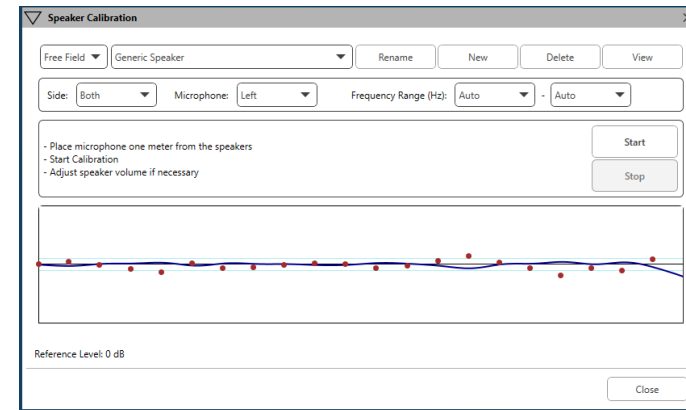 Speaker Calibration
Free Field Generic Speaker Rename New Delete View
Side: Both Microphone: Left Frequency Range (Hz): Auto - Auto
- Place microphone one meter from the speakers
- Start Calibration
- Adjust speaker volume if necessary
Start
Stop
Reference Level: 0 dB
Close